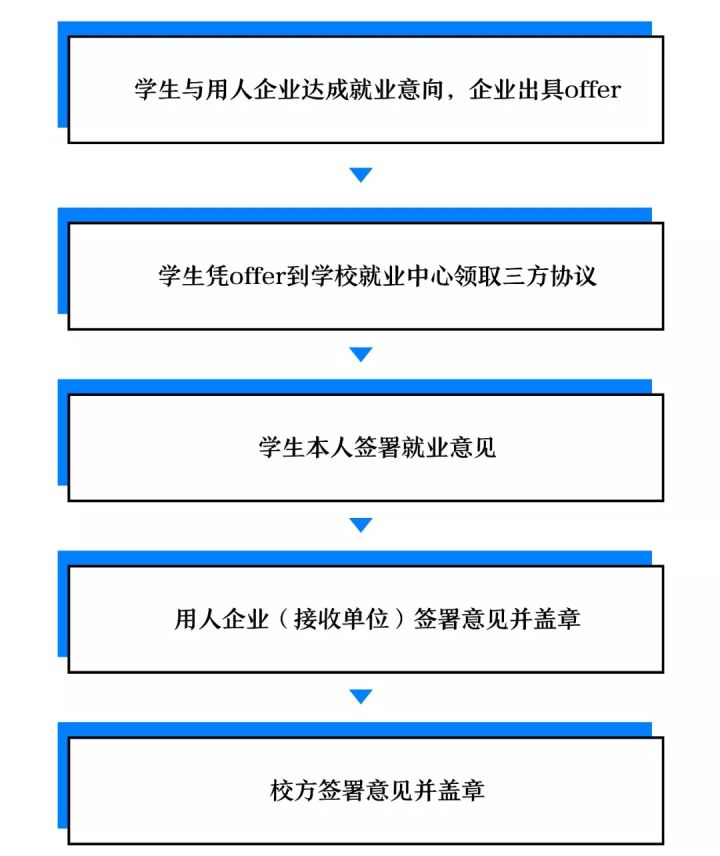 学生与用人企业达成就业意向，企业出具offer
学生凭offer到学校就业中心领取三方协议
学生本人签署就业意见
用人企业（接收单位）签署意见并盖章
校方签署意见并盖章